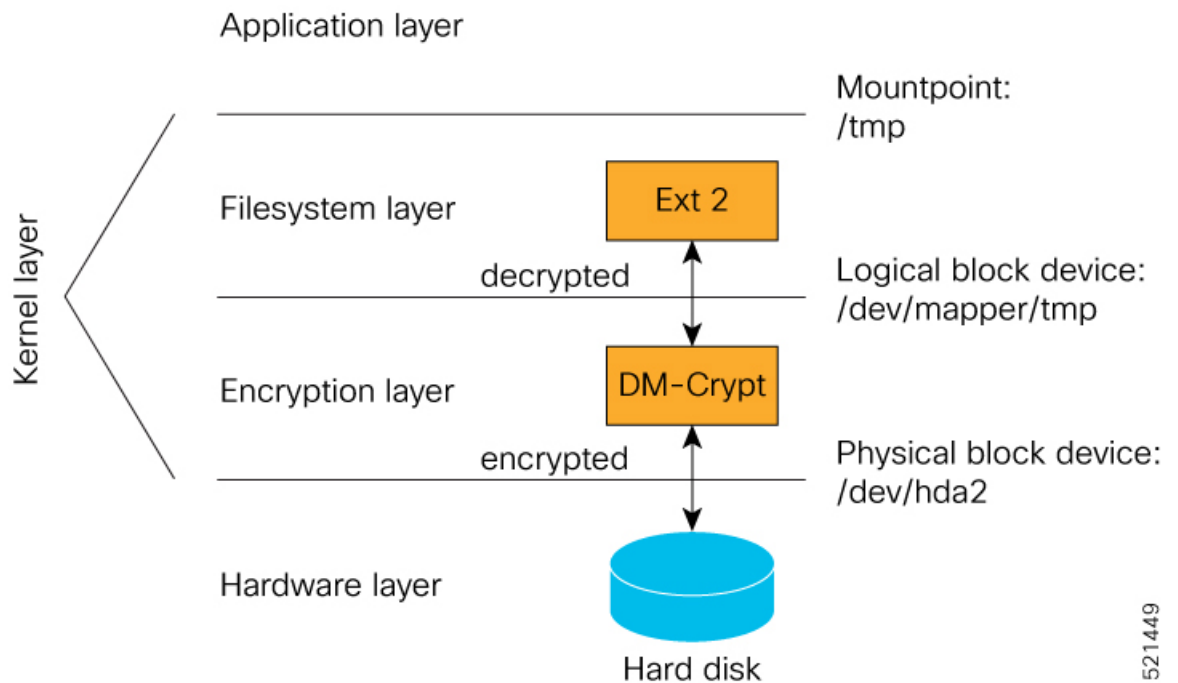 Application layer
Mountpoint:
/tmp
Kernel layer
Filesystem layer
Ext 2
decrypted
Logical block device:
/dev/mapper/tmp
Encryption layer
DM-Crypt
encrypted
Physical block device:
/dev/hda2
Hardware layer
Hard disk
521449